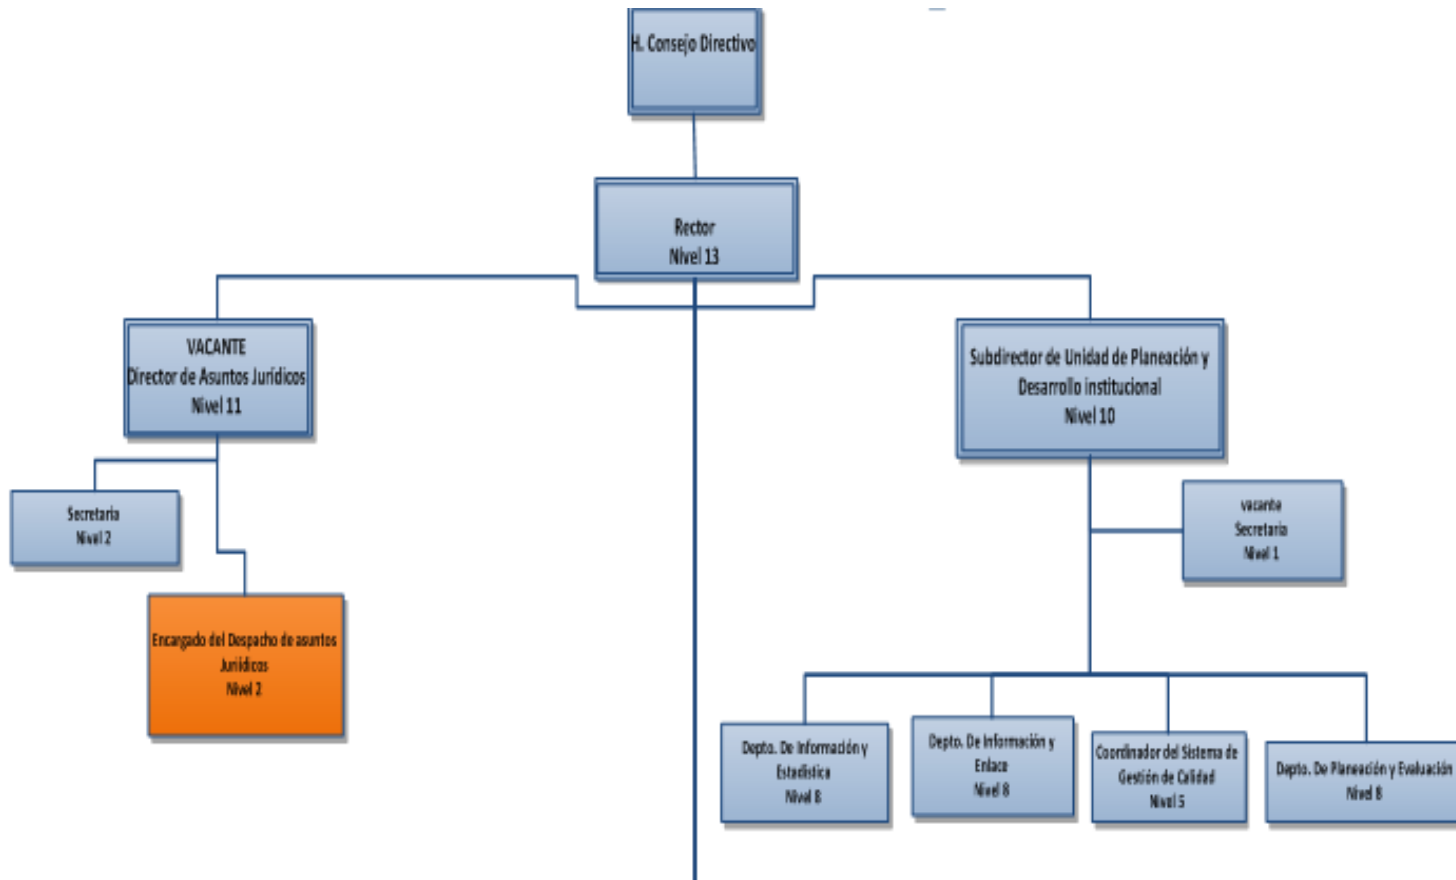 H. Consejo Directivo
Rector
Nivel 13
VACANTE
Director de Asuntos Jurídicos
Nivel 11
Subdirector de Unidad de Planeación y
Desarrollo institucional
Nivel 10
Secretaria
Nivel 2
vacante
Secretaria
Nivel 1
Encargado del Despacho de asuntos
Juriídicos
Nivel 2
Depto. De Información y
Estadística
Nivel 8
Depto. De Información y
Enlace
Nivel 8
Coordinador del Sistema de
Gestión de Calidad
Nivel 5
Depto. De Planeación y Evaluación
Nivel 8